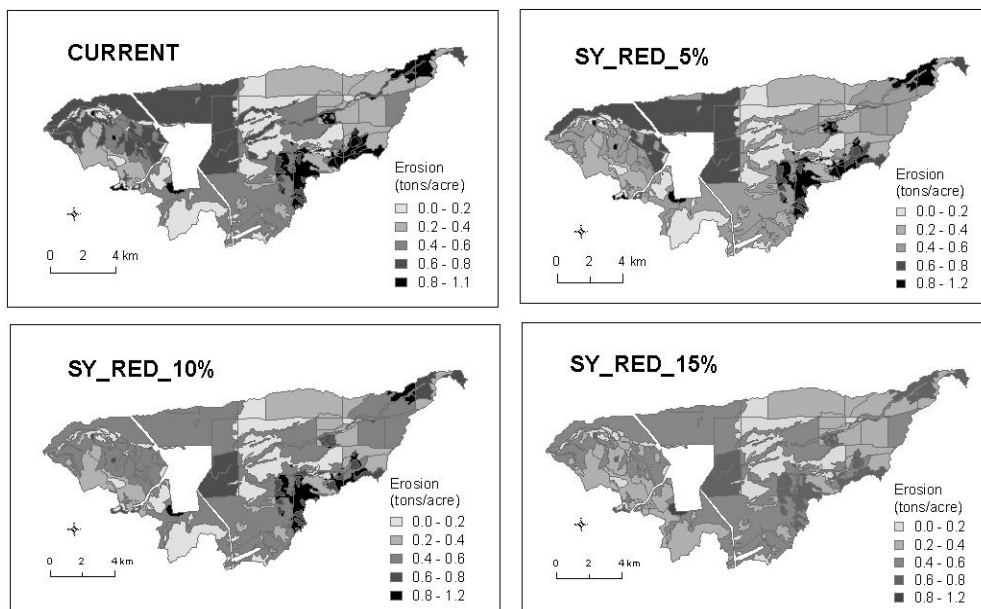 CURRENT
Erosion
(tons/acre)
0.0 - 0.2
0.2 - 0.4
0.4 - 0.6
0.6 - 0.8
0.8 - 1.1
0 2 4 km
SY_RED_5%
Erosion
(tons/acre)
0.0 - 0.2
0.2 - 0.4
0.4 - 0.6
0.6 - 0.8
0.8 - 1.2
0 2 4 km
SY_RED_10%
Erosion
(tons/acre)
0.0 - 0.2
0.2 - 0.4
0.4 - 0.6
0.6 - 0.8
0.8 - 1.2
0 2 4 km
SY_RED_15%
Erosion
(tons/acre)
0.0 - 0.2
0.2 - 0.4
0.4 - 0.6
0.6 - 0.8
0.8 - 1.2
0 2 4 km